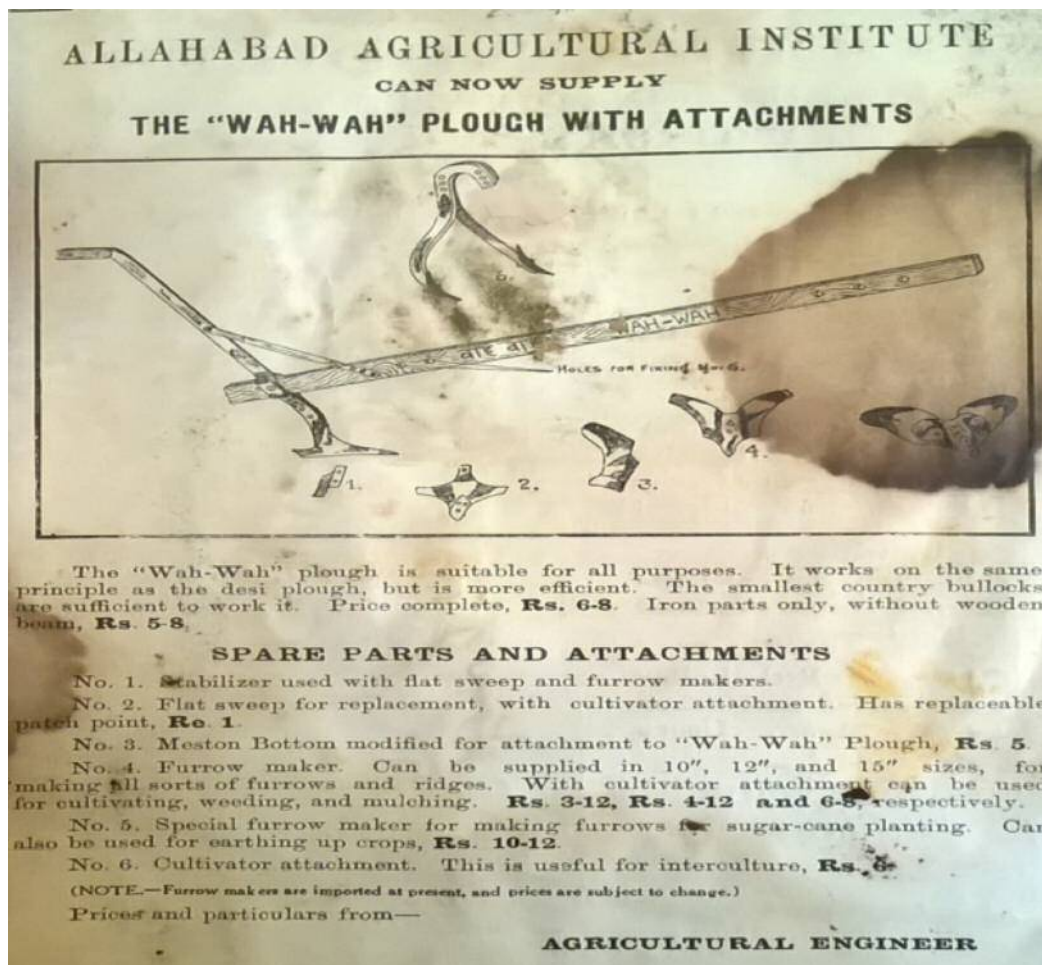 ALLAHABAD AGRICULTURAL INSTITUTE
CAN NOW SUPPLY
THE "WAH-WAH" PLOUGH WITH ATTACHMENTS
6.
WAH-WAH
वाह वाह
HOLES FOR FIXING
1.
2.
3.
4.
The "Wah-Wah" plough is suitable for all purposes. It works on the same
principle as the desi plough, but is more efficient. The smallest country bullocks
are sufficient to work it. Price complete, Rs. 6-8. Iron parts only, without wooden
beam, Rs. 5-8.
SPARE PARTS AND ATTACHMENTS
No. 1. Stabilizer used with flat sweep and furrow makers.
No. 2. Flat sweep for replacement, with cultivator attachment. Has replaceable
patch point, Re. 1.
No. 3. Meston Bottom modified for attachment to "Wah-Wah" Plough, Rs. 5.
No. 4. Furrow maker. Can be supplied in 10″, 12″, and 15″ sizes, for
making all sorts of furrows and ridges. With cultivator attachment can be used
for cultivating, weeding, and mulching. Rs. 3-12, Rs. 4-12 and 6-8, respectively.
No. 5. Special furrow maker for making furrows for sugar-cane planting. Can
also be used for earthing up crops, Rs. 10-12.
No. 6. Cultivator attachment. This is useful for interculture, Rs. 6-
(NOTE.—Furrow makers are imported at present, and prices are subject to change.)
Prices and particulars from—
AGRICULTURAL ENGINEER